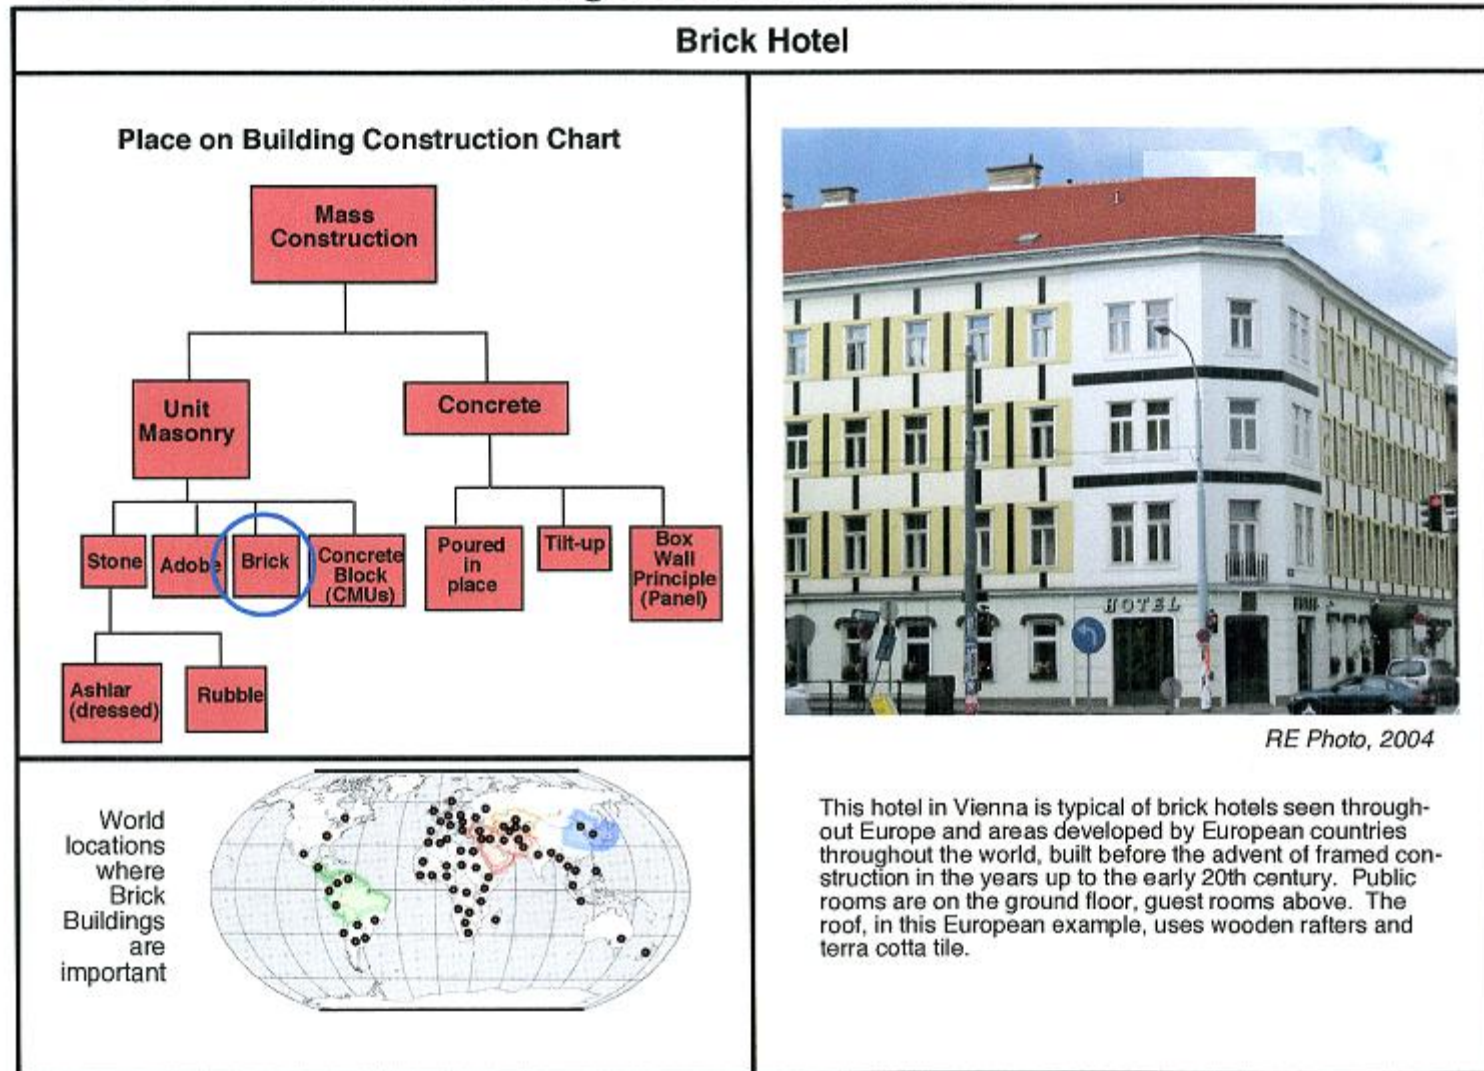 Brick Hotel
Place on Building Construction Chart
Mass
Construction
Unit
Masonry
Concrete
Stone
Adobe
Brick
Concrete
Block
(CMUs)
Poured
in
place
Tilt-up
Box
Wall
Principle
(Panel)
Ashlar
(dressed)
Rubble
World
locations
where
Brick
Buildings
are
important
HOTEL
RE Photo, 2004
This hotel in Vienna is typical of brick hotels seen through-
out Europe and areas developed by European countries
throughout the world, built before the advent of framed con-
struction in the years up to the early 20th century.  Public
rooms are on the ground floor, guest rooms above.  The
roof, in this European example, uses wooden rafters and
terra cotta tile.